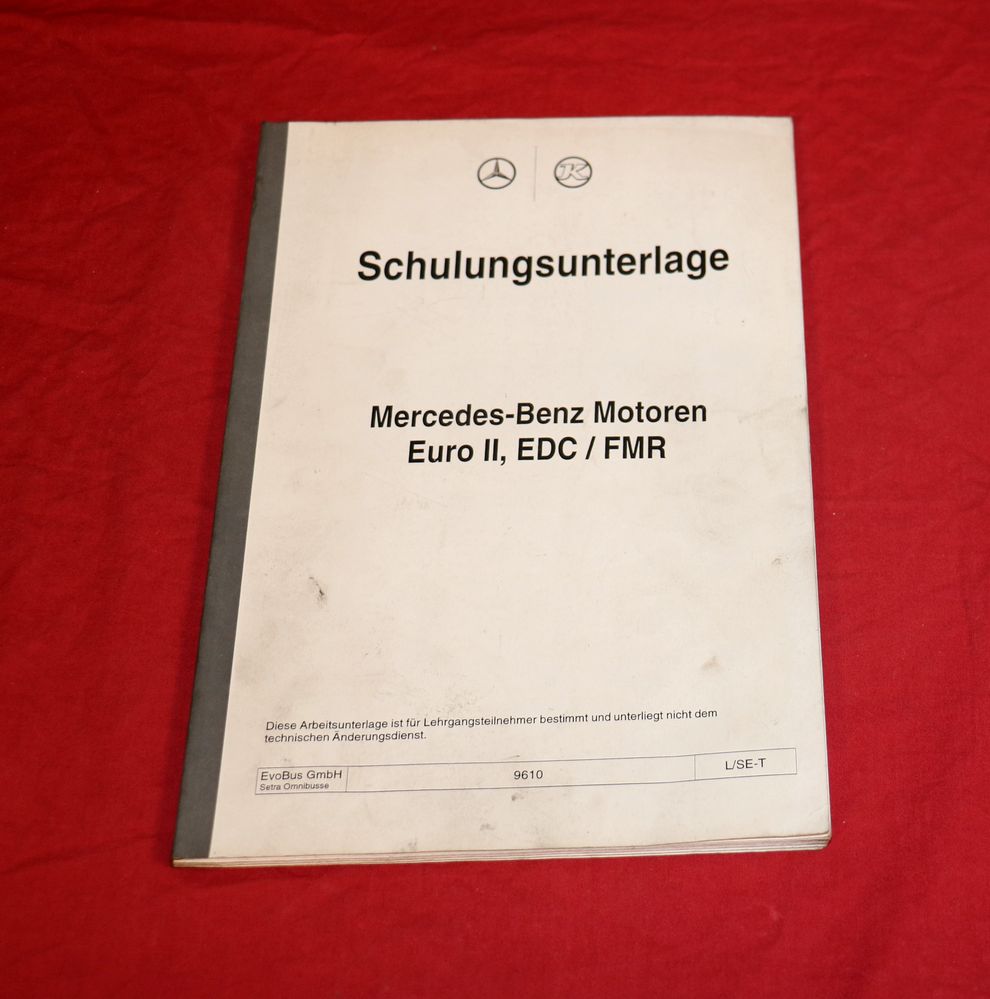 Schulungsunterlage
Mercedes-Benz Motoren
Euro II, EDC / FMR
Diese Arbeitsunterlage ist für Lehrgangsteilnehmer bestimmt und unterliegt nicht dem
technischen Änderungsdienst.
EvoBus GmbH 9610 L/SE-T
Setra Omnibusse